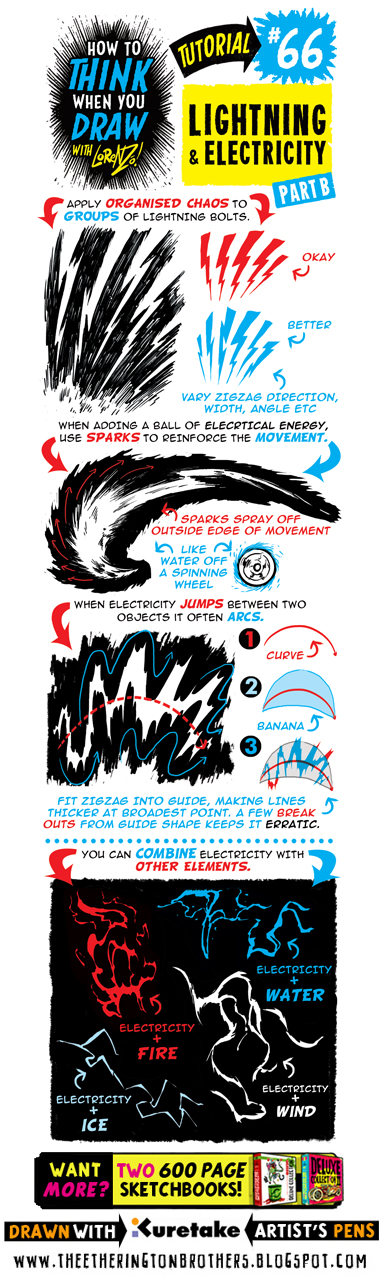 HOW TO
THINK
WHEN YOU
DRAW
WITH LORENZO!
TUTORIAL
#66
LIGHTNING
& ELECTRICITY
PART B
APPLY ORGANISED CHAOS TO
GROUPS OF LIGHTNING BOLTS.
OKAY
BETTER
VARY ZIGZAG DIRECTION,
WIDTH, ANGLE ETC
WHEN ADDING A BALL OF ELECRTICAL ENERGY,
USE SPARKS TO REINFORCE THE MOVEMENT.
SPARKS SPRAY OFF
OUTSIDE EDGE OF MOVEMENT
LIKE
WATER OFF
A SPINNING
WHEEL
WHEN ELECTRICITY JUMPS BETWEEN TWO
OBJECTS IT OFTEN ARCS.
1
CURVE
2
BANANA
3
FIT ZIGZAG INTO GUIDE, MAKING LINES
THICKER AT BROADEST POINT. A FEW BREAK
OUTS FROM GUIDE SHAPE KEEPS IT ERRATIC.
YOU CAN COMBINE ELECTRICITY WITH
OTHER ELEMENTS.
ELECTRICITY
+
WATER
ELECTRICITY
+
FIRE
ELECTRICITY
+
ICE
ELECTRICITY
+
WIND
WANT
MORE?
TWO 600 PAGE
SKETCHBOOKS!
DELUXE
COLLECTION
DRAWN WITH
Kuretake
ARTIST'S PENS
WWW.THEETHERINGTONBROTHERS.BLOGSPOT.COM